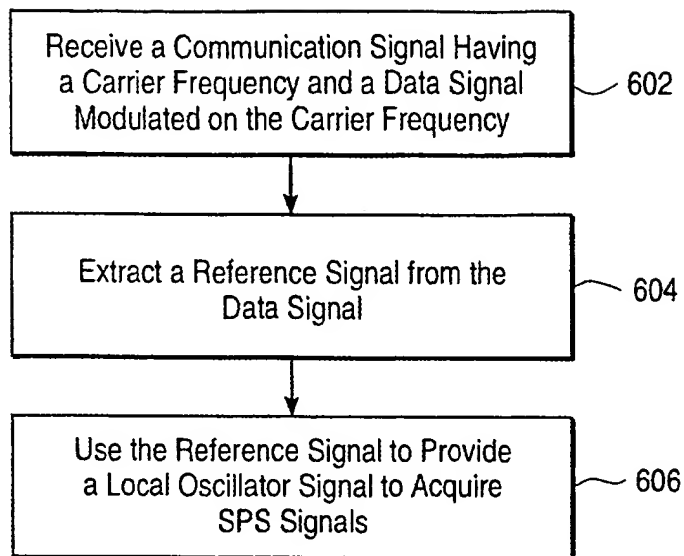 Receive a Communication Signal Having
a Carrier Frequency and a Data Signal
Modulated on the Carrier Frequency
602
Extract a Reference Signal from the
Data Signal
604
Use the Reference Signal to Provide
a Local Oscillator Signal to Acquire
SPS Signals
606